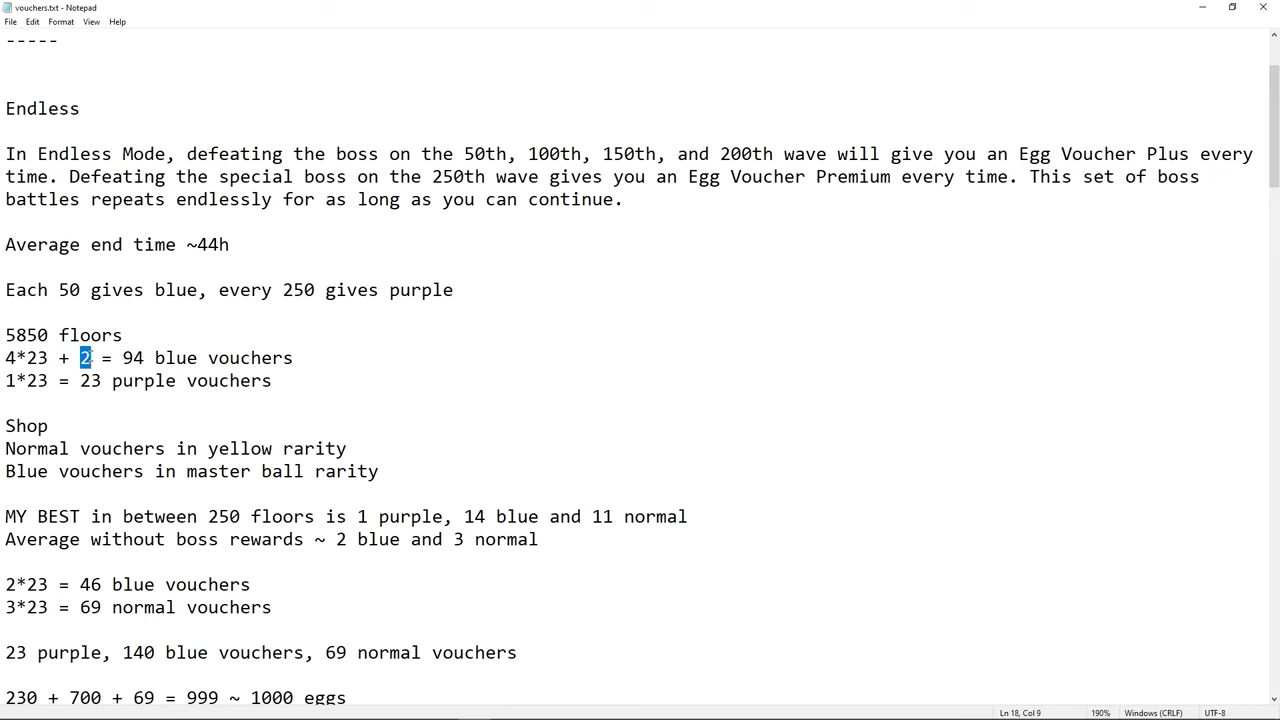 vouchers.txt - Notepad
File Edit Format View Help
-----
Endless
In Endless Mode, defeating the boss on the 50th, 100th, 150th, and 200th wave will give you an Egg Voucher Plus every
time. Defeating the special boss on the 250th wave gives you an Egg Voucher Premium every time. This set of boss
battles repeats endlessly for as long as you can continue.
Average end time ~44h
Each 50 gives blue, every 250 gives purple
5850 floors
4*23 + 2 = 94 blue vouchers
1*23 = 23 purple vouchers
Shop
Normal vouchers in yellow rarity
Blue vouchers in master ball rarity
MY BEST in between 250 floors is 1 purple, 14 blue and 11 normal
Average without boss rewards ~ 2 blue and 3 normal
2*23 = 46 blue vouchers
3*23 = 69 normal vouchers
23 purple, 140 blue vouchers, 69 normal vouchers
230 + 700 + 69 = 999 ~ 1000 eggs
Ln 18, Col 9 190% Windows (CRLF) UTF-8